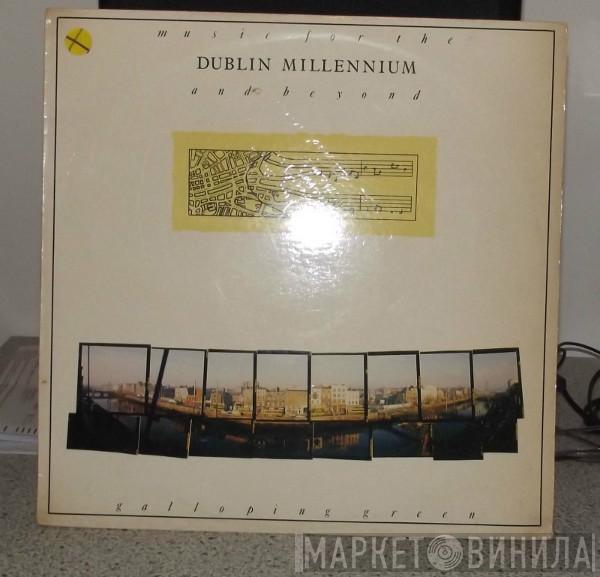 music for the
DUBLIN MILLENNIUM
and beyond
galloping green
МАРКЕТ ВИНИЛА